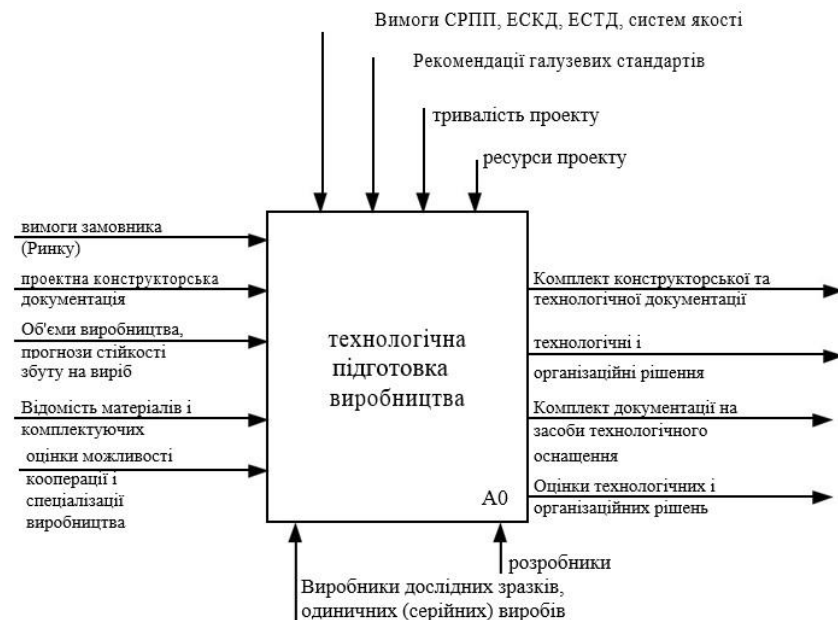 Вимоги СРПП, ЕСКД, ЕСТД, систем якості
Рекомендації галузевих стандартів
тривалість проекту
ресурси проекту
вимоги замовника
(Ринку)
проектна конструкторська
документація
Об'єми виробництва,
прогнози стійкості
збуту на виріб
Відомість матеріалів і
комплектуючих
оцінки можливості
кооперації і
спеціалізації
виробництва
технологічна
підготовка
виробництва
А0
Комплект конструкторської та
технологічної документації
технологічні і
організаційні рішення
Комплект документації на
засоби технологічного
оснащення
Оцінки технологічних і
організаційних рішень
розробники
Виробники дослідних зразків,
одиничних (серійних) виробів